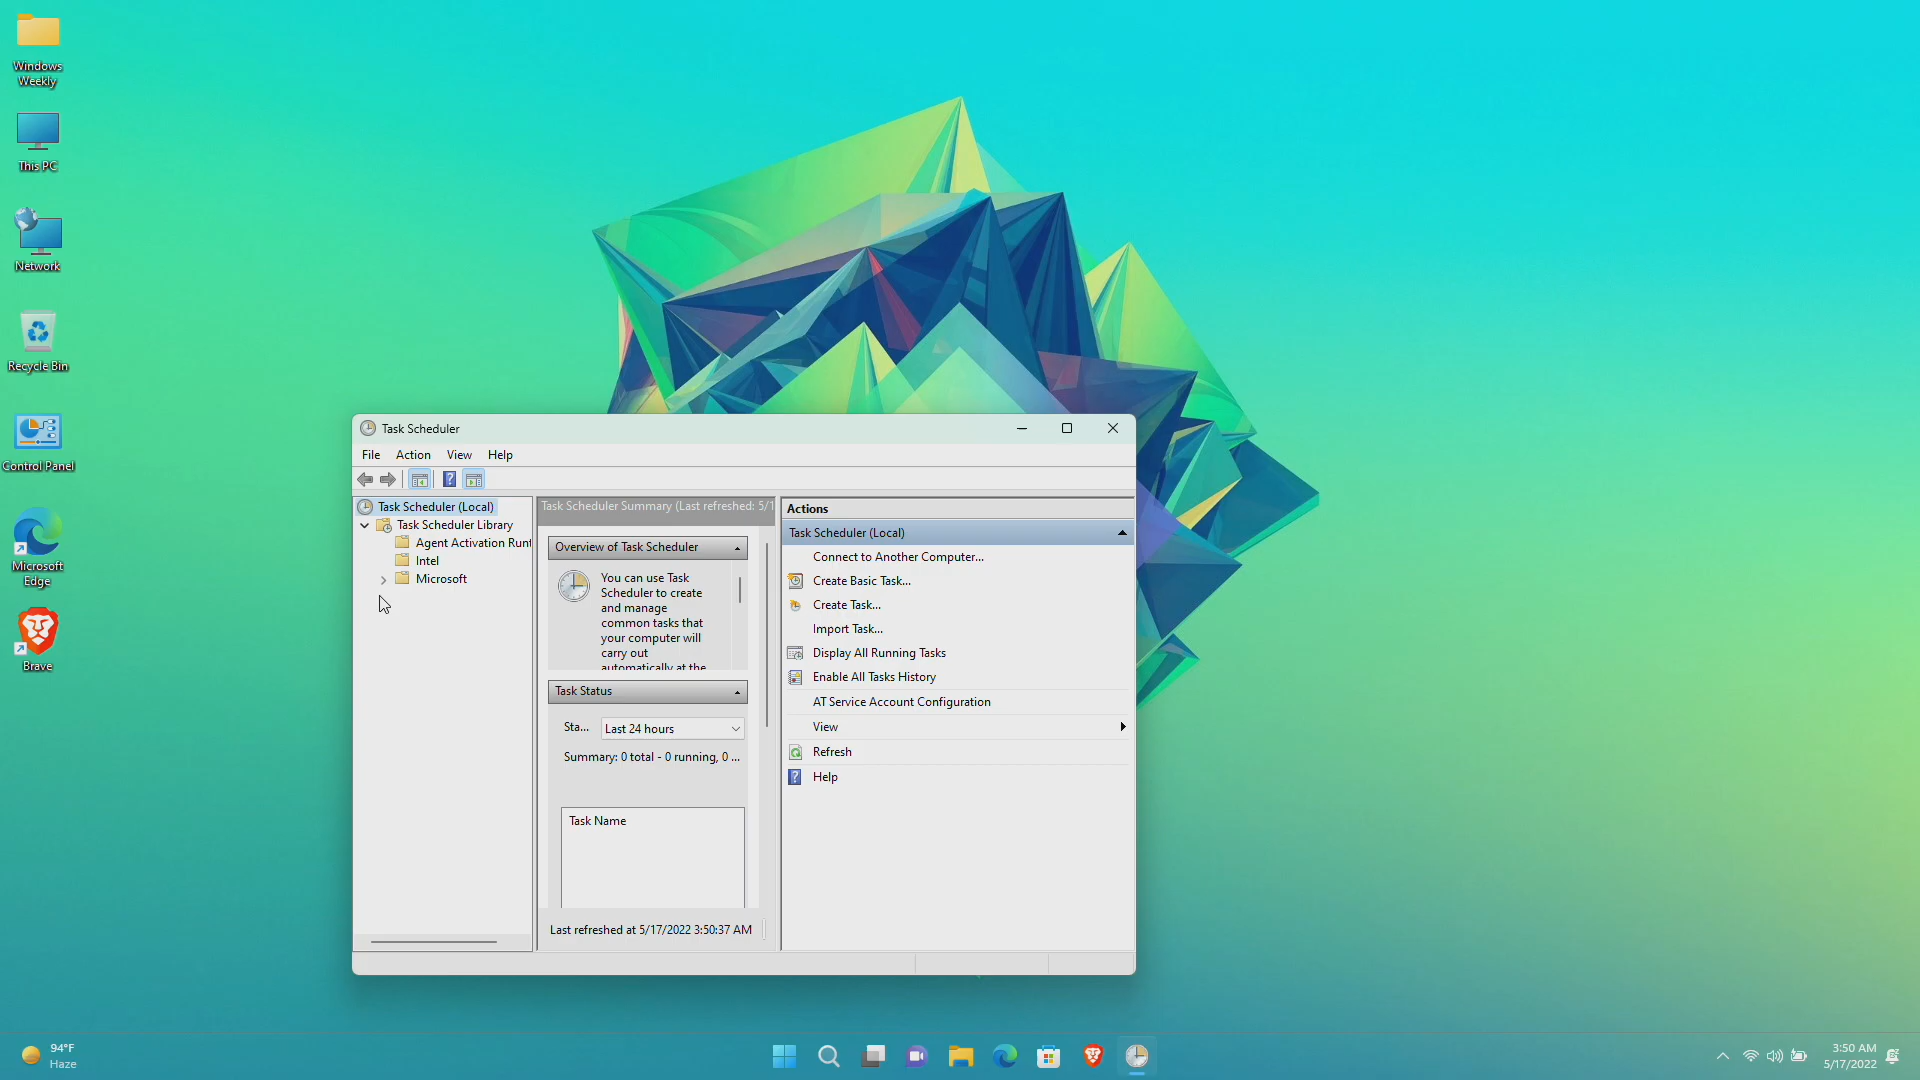 Windows
Weekly
This PC
Network
Recycle Bin
Control Panel
Microsoft
Edge
Brave
Task Scheduler
File Action View Help
Task Scheduler (Local)
Task Scheduler Library
Agent Activation Runt
Intel
Microsoft
Task Scheduler Summary (Last refreshed: 5/1
Overview of Task Scheduler
You can use Task
Scheduler to create
and manage
common tasks that
your computer will
carry out
automatically at the
Task Status
Sta... Last 24 hours
Summary: 0 total - 0 running, 0 ...
Task Name
Last refreshed at 5/17/2022 3:50:37 AM
Actions
Task Scheduler (Local)
Connect to Another Computer...
Create Basic Task...
Create Task...
Import Task...
Display All Running Tasks
Enable All Tasks History
AT Service Account Configuration
View
Refresh
Help
94°F
Haze
3:50 AM
5/17/2022